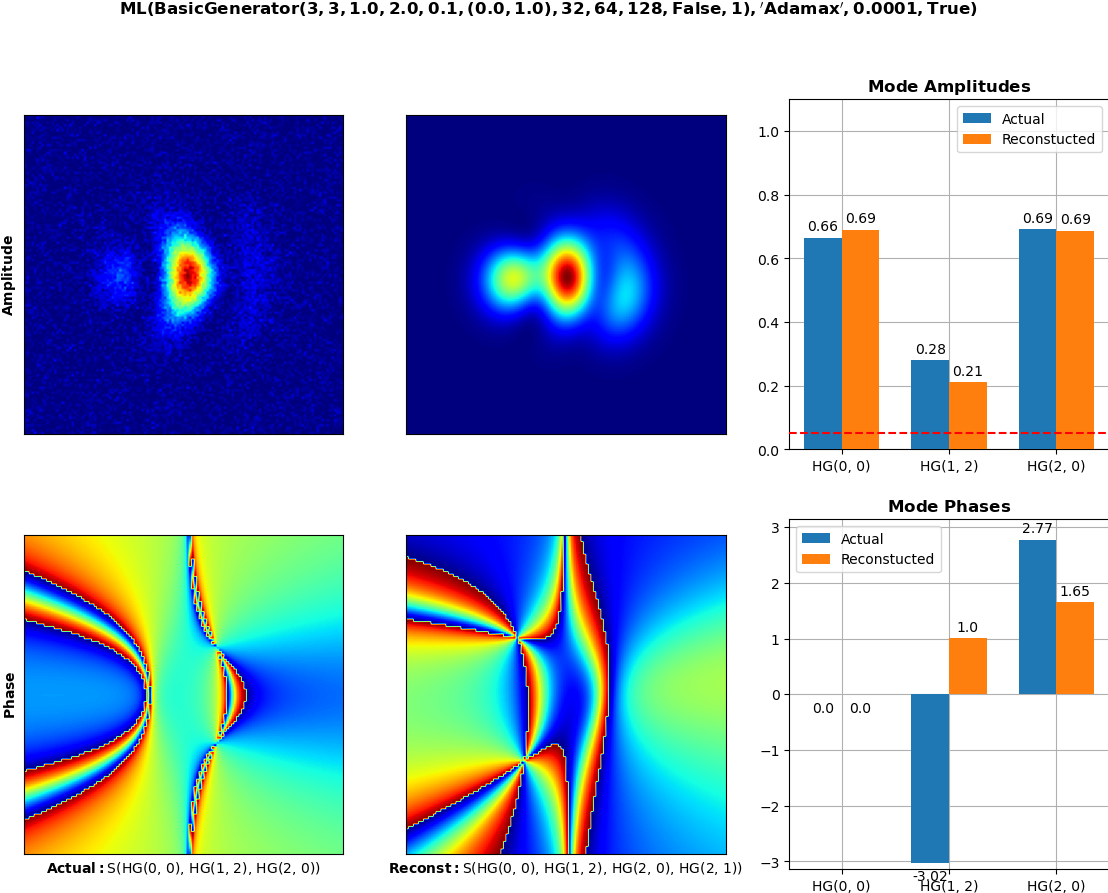 ML(BasicGenerator(3, 3, 1.0, 2.0, 0.1, (0.0, 1.0), 32, 64, 128, False, 1), 'Adamax', 0.0001, True)
Mode Amplitudes
Amplitude
Actual
Reconstucted
1.0
0.8
0.6
0.4
0.2
0.0
0.66
0.69
0.28
0.21
0.69
0.69
HG(0, 0)
HG(1, 2)
HG(2, 0)
Mode Phases
Phase
Actual
Reconstucted
3
2
1
0
−1
−2
−3
0.0
0.0
-3.02
1.0
2.77
1.65
HG(0, 0)
HG(1, 2)
HG(2, 0)
Actual: S(HG(0, 0), HG(1, 2), HG(2, 0))
Reconst: S(HG(0, 0), HG(1, 2), HG(2, 0), HG(2, 1))